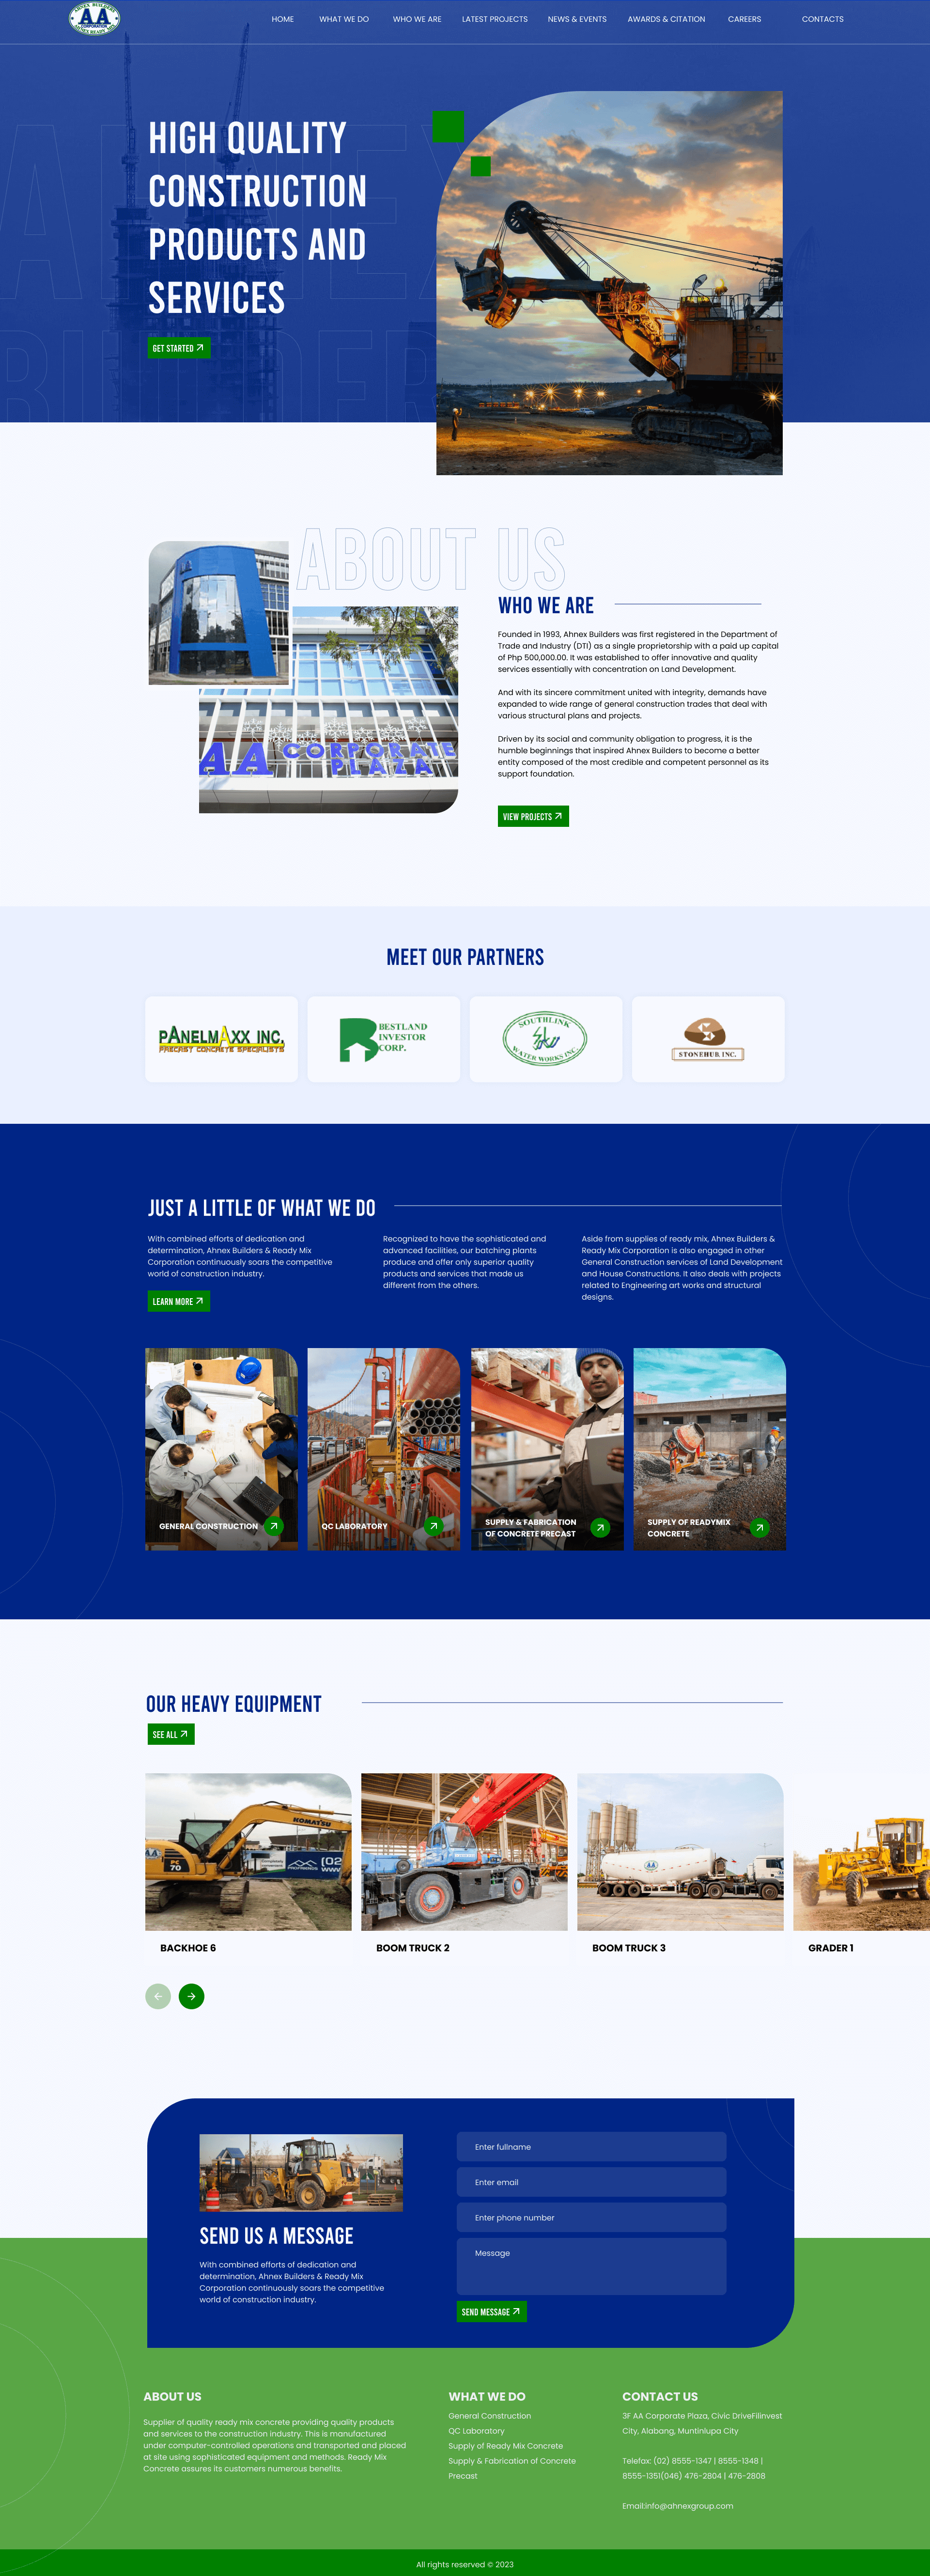 AHNEX BUILDERS
AA
CORPORATION
AHNEX READY MIX
HOME
WHAT WE DO
WHO WE ARE
LATEST PROJECTS
NEWS & EVENTS
AWARDS & CITATION
CAREERS
CONTACTS
HIGH QUALITY
CONSTRUCTION
PRODUCTS AND
SERVICES
GET STARTED
ABOUT US
WHO WE ARE
Founded in 1993, Ahnex Builders was first registered in the Department of
Trade and Industry (DTI) as a single proprietorship with a paid up capital
of Php 500,000.00. It was established to offer innovative and quality
services essentially with concentration on Land Development.
And with its sincere commitment united with integrity, demands have
expanded to wide range of general construction trades that deal with
various structural plans and projects.
Driven by its social and community obligation to progress, it is the
humble beginnings that inspired Ahnex Builders to become a better
entity composed of the most credible and competent personnel as its
support foundation.
AA CORPORATE
PLAZA
VIEW PROJECTS
MEET OUR PARTNERS
PANELMAXX INC.
PRECAST CONCRETE SPECIALISTS
BESTLAND
INVESTOR
CORP.
SOUTHLINK
WATER WORKS INC.
STONEHUB, INC.
JUST A LITTLE OF WHAT WE DO
With combined efforts of dedication and
determination, Ahnex Builders & Ready Mix
Corporation continuously soars the competitive
world of construction industry.
LEARN MORE
Recognized to have the sophisticated and
advanced facilities, our batching plants
produce and offer only superior quality
products and services that made us
different from the others.
Aside from supplies of ready mix, Ahnex Builders &
Ready Mix Corporation is also engaged in other
General Construction services of Land Development
and House Constructions. It also deals with projects
related to Engineering art works and structural
designs.
GENERAL CONSTRUCTION
QC LABORATORY
SUPPLY & FABRICATION
OF CONCRETE PRECAST
SUPPLY OF READYMIX
CONCRETE
OUR HEAVY EQUIPMENT
SEE ALL
KOMATSU
AA
PC
70
(02
WWW
AA
BACKHOE 6
BOOM TRUCK 2
BOOM TRUCK 3
GRADER 1
SEND US A MESSAGE
With combined efforts of dedication and
determination, Ahnex Builders & Ready Mix
Corporation continuously soars the competitive
world of construction industry.
Enter fullname
Enter email
Enter phone number
Message
SEND MESSAGE
ABOUT US
Supplier of quality ready mix concrete providing quality products
and services to the construction industry. This is manufactured
under computer-controlled operations and transported and placed
at site using sophisticated equipment and methods. Ready Mix
Concrete assures its customers numerous benefits.
WHAT WE DO
General Construction
QC Laboratory
Supply of Ready Mix Concrete
Supply & Fabrication of Concrete
Precast
CONTACT US
3F AA Corporate Plaza, Civic DriveFilinvest
City, Alabang, Muntinlupa City
Telefax: (02) 8555-1347 | 8555-1348 |
8555-1351(046) 476-2804 | 476-2808
Email:info@ahnexgroup.com
All rights reserved © 2023